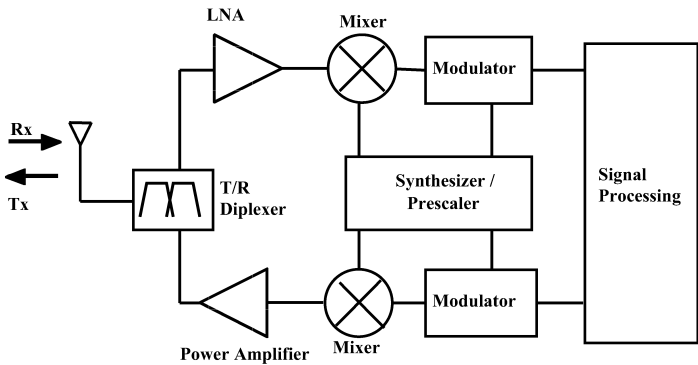 LNA
Mixer
Modulator
Rx
Tx
T/R
Diplexer
Synthesizer /
Prescaler
Signal
Processing
Modulator
Power Amplifier
Mixer